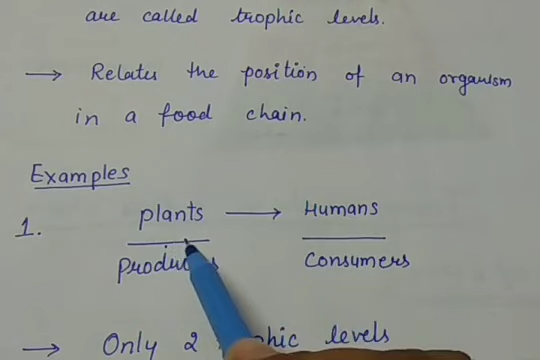 are called trophic levels.
→ Relates the position of an organism
in a food chain.
Examples
1. plants → Humans
Consumers
→ Only 2 levels